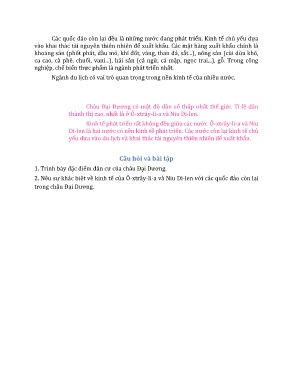 Các quốc đảo còn lại đều là những nước đang phát triển. Kinh tế chủ yếu dựa
vào khai thác tài nguyên thiên nhiên để xuất khẩu. Các mặt hàng xuất khẩu chính là
khoáng sản (phốt phát, dầu mỏ, khí đốt, vàng, than đá, sắt...), nông sản (cùi dừa khô,
ca cao, cà phê, chuối, vani...), hải sản (cá ngừ, cá mập, ngọc trai...), gỗ. Trong công
nghiệp, chế biến thực phẩm là ngành phát triển nhất.
Ngành du lịch có vai trò quan trọng trong nền kinh tế của nhiều nước.
Châu Đại Dương có mật độ dân số thấp nhất thế giới. Tỉ lệ dân
thành thị cao, nhất là ở Ô-xtrây-li-a và Niu Di-len.
Kinh tế phát triển rất không đều giữa các nước. Ô-xtrây-li-a và Niu
Di-len là hai nước có nền kinh tế phát triển. Các nước còn lại kinh tế chủ
yếu dựa vào du lịch và khai thác tài nguyên thiên nhiên để xuất khẩu.
Câu hỏi và bài tập
1. Trình bày đặc điểm dân cư của châu Đại Dương.
2. Nêu sự khác biệt về kinh tế của Ô-xtrây-li-a và Niu Di-len với các quốc đảo còn lại
trong châu Đại Dương.